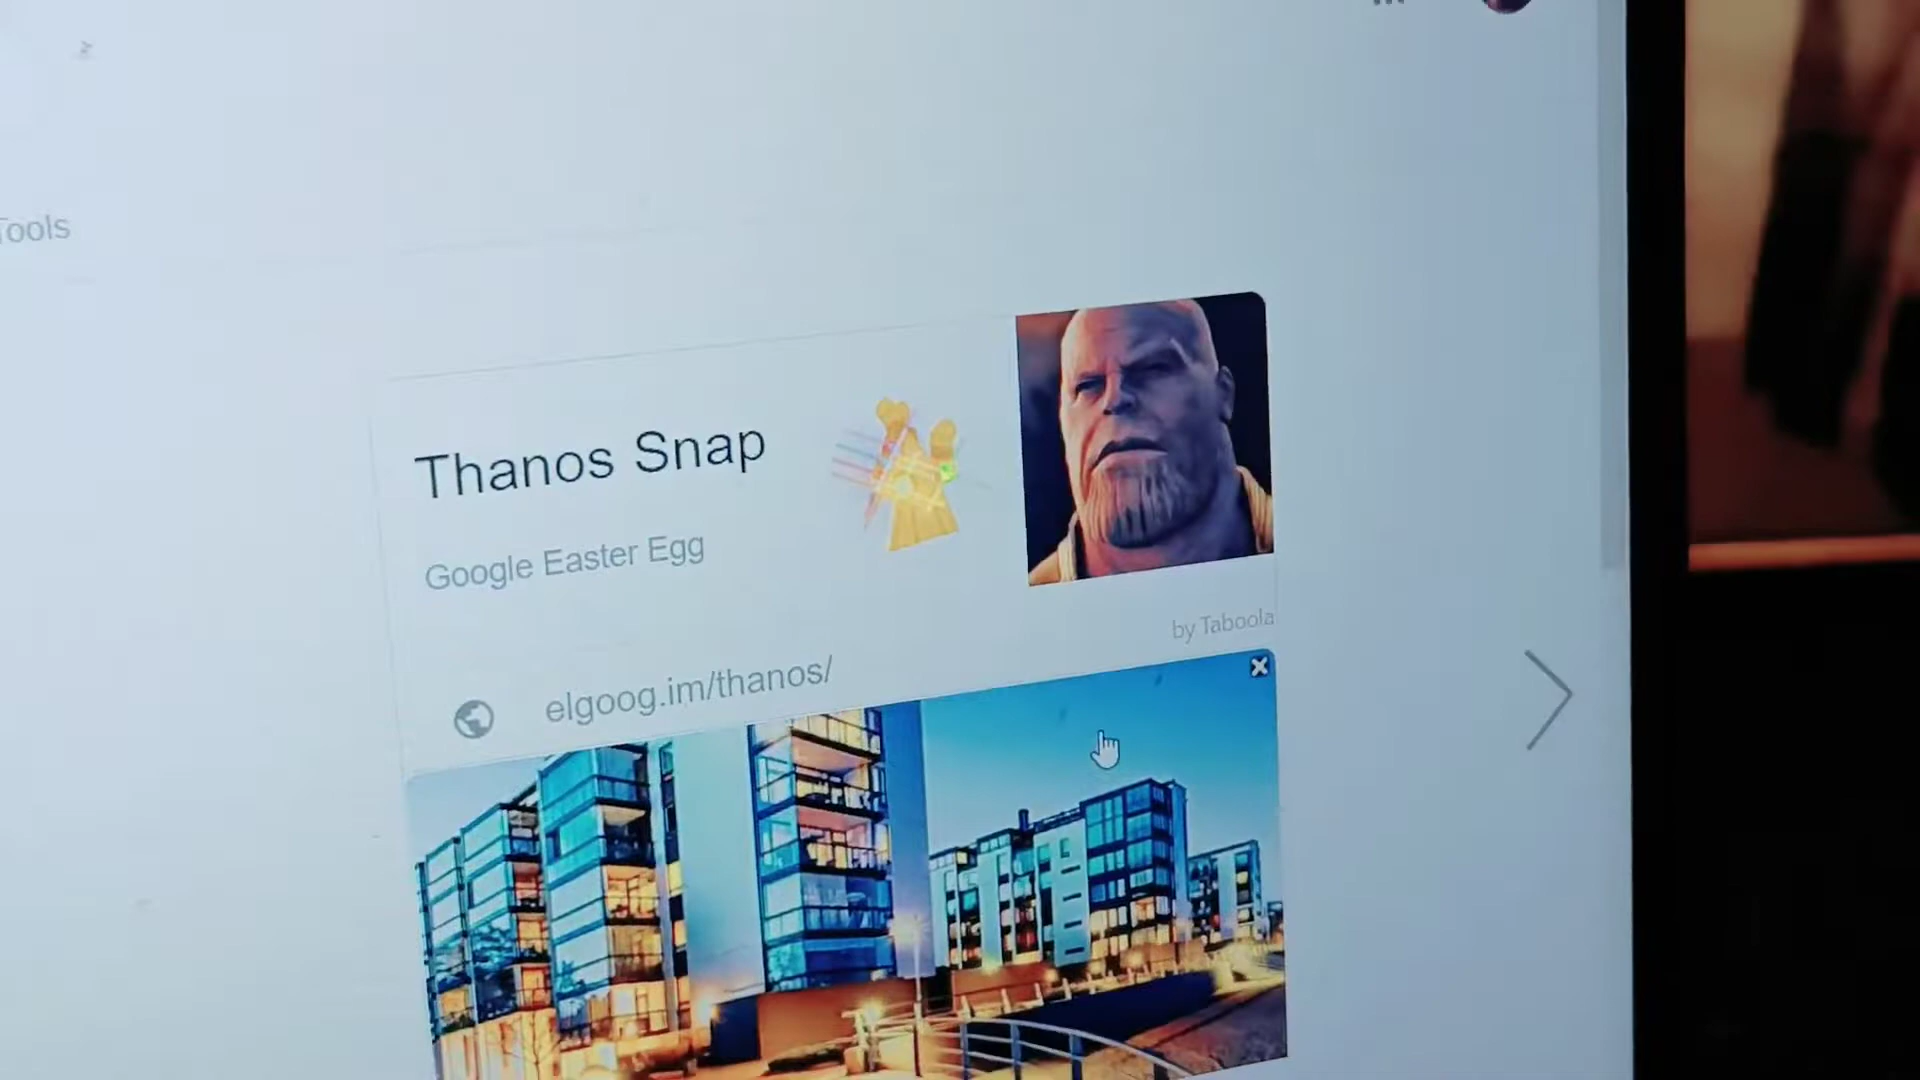 Tools
Thanos Snap
Google Easter Egg
by Taboola
elgoog.im/thanos/